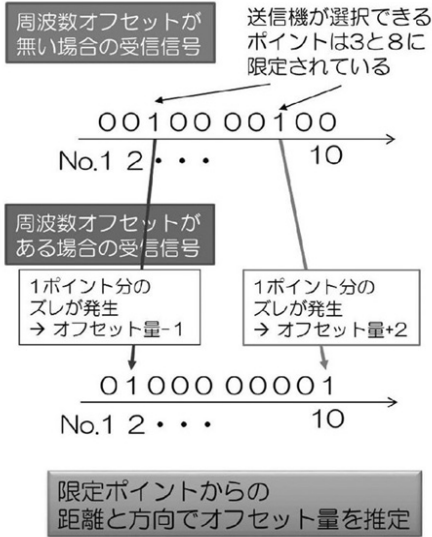 周波数オフセットが
無い場合の受信信号
送信機が選択できる
ポイントは3と8に
限定されている
00100 00100
No.1 2・・・ 10
周波数オフセットが
ある場合の受信信号
1ポイント分の
ズレが発生
→ オフセット量-1
1ポイント分の
ズレが発生
→ オフセット量+2
01000 00001
No.1 2・・・ 10
限定ポイントからの
距離と方向でオフセット量を推定